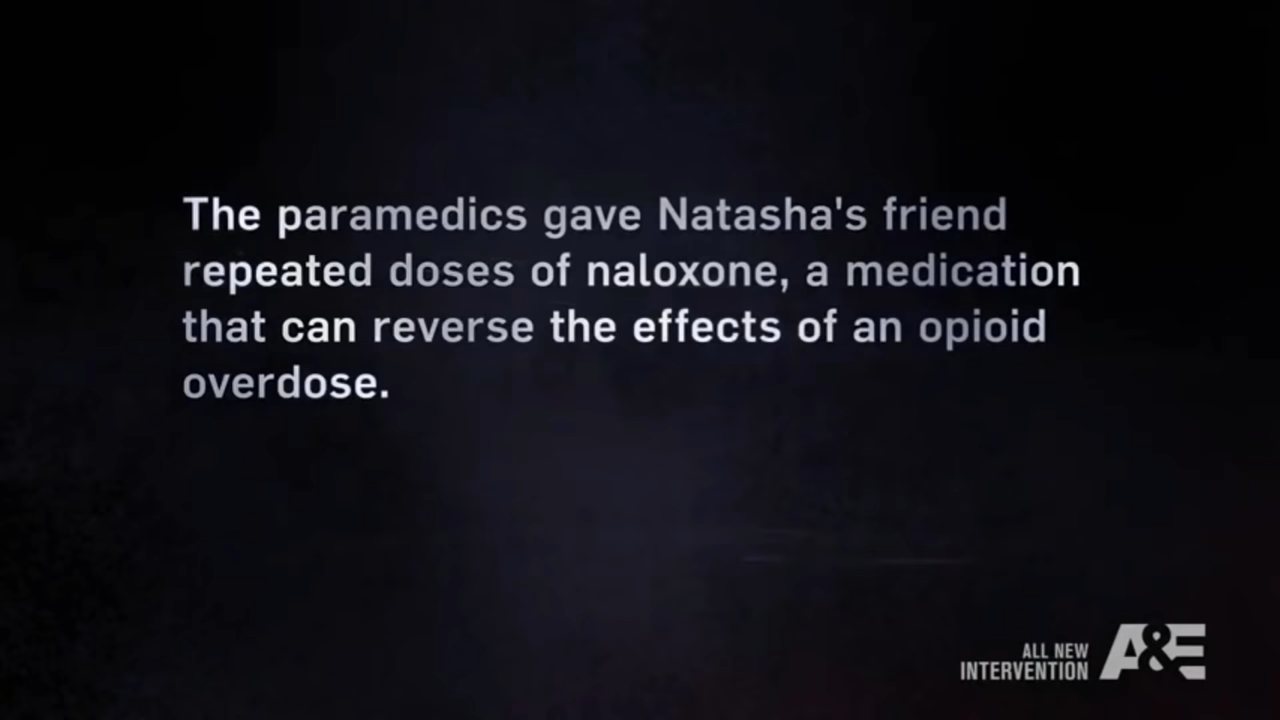 The paramedics gave Natasha's friend
repeated doses of naloxone, a medication
that can reverse the effects of an opioid
overdose.
ALL NEW
INTERVENTION
A&E